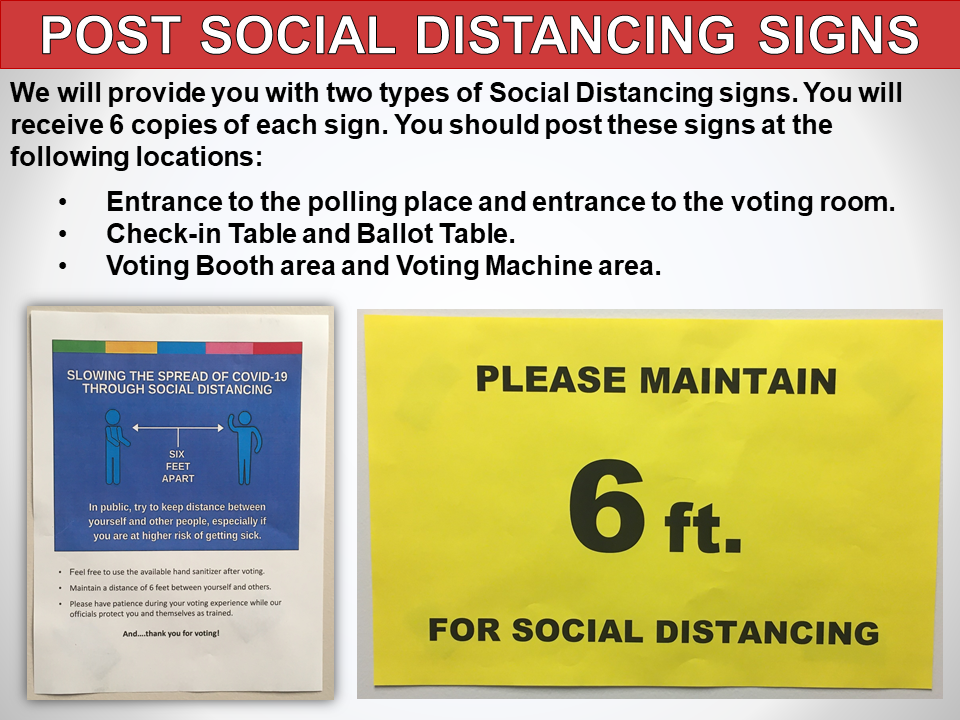 POST SOCIAL DISTANCING SIGNS
We will provide you with two types of Social Distancing signs. You will
receive 6 copies of each sign. You should post these signs at the
following locations:
• Entrance to the polling place and entrance to the voting room.
• Check-in Table and Ballot Table.
• Voting Booth area and Voting Machine area.
SLOWING THE SPREAD OF COVID-19
THROUGH SOCIAL DISTANCING
SIX
FEET
APART
In public, try to keep distance between
yourself and other people, especially if
you are at higher risk of getting sick.
• Feel free to use the available hand sanitizer after voting.
• Maintain a distance of 6 feet between yourself and others.
• Please have patience during your voting experience while our
officials protect you and themselves as trained.
And....thank you for voting!
PLEASE MAINTAIN
6 ft.
FOR SOCIAL DISTANCING